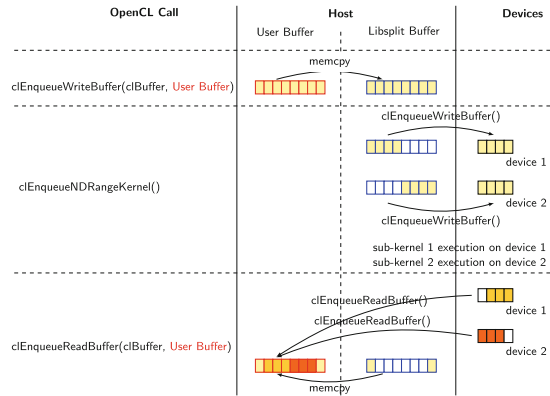 OpenCL Call
Host
Devices
User Buffer
Libsplit Buffer
memcpy
clEnqueueWriteBuffer(clBuffer, User Buffer)
clEnqueueWriteBuffer()
device 1
clEnqueueNDRangeKernel()
device 2
clEnqueueWriteBuffer()
sub-kernel 1 execution on device 1
sub-kernel 2 execution on device 2
clEnqueueReadBuffer()
device 1
clEnqueueReadBuffer()
clEnqueueReadBuffer(clBuffer, User Buffer)
device 2
memcpy